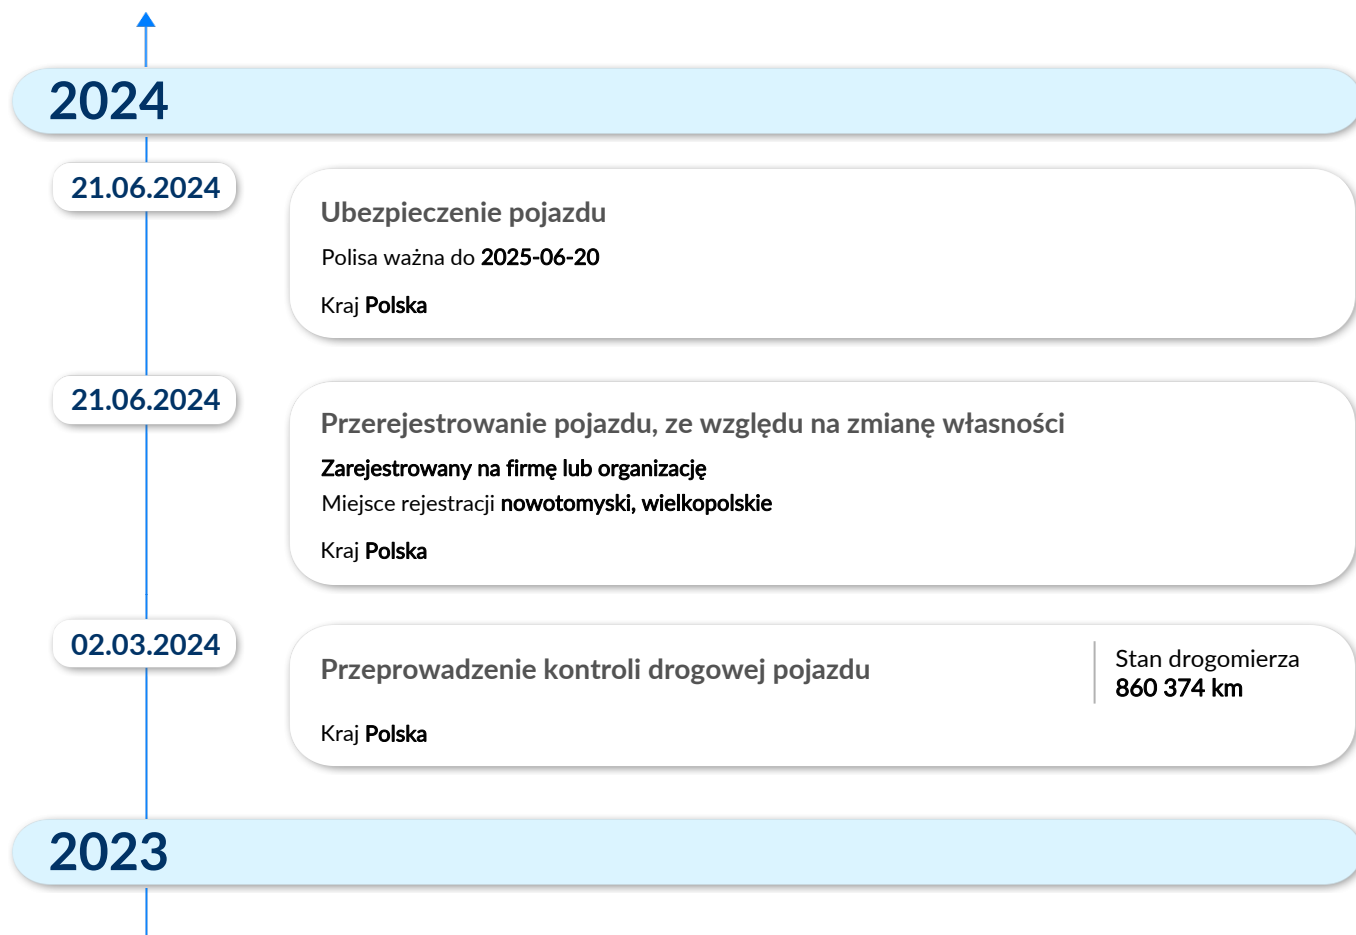 2024
21.06.2024
Ubezpieczenie pojazdu
Polisa ważna do 2025-06-20
Kraj Polska
21.06.2024
Przerejestrowanie pojazdu, ze względu na zmianę własności
Zarejestrowany na firmę lub organizację
Miejsce rejestracji nowotomyski, wielkopolskie
Kraj Polska
02.03.2024
Przeprowadzenie kontroli drogowej pojazdu
Stan drogomierza
860 374 km
Kraj Polska
2023